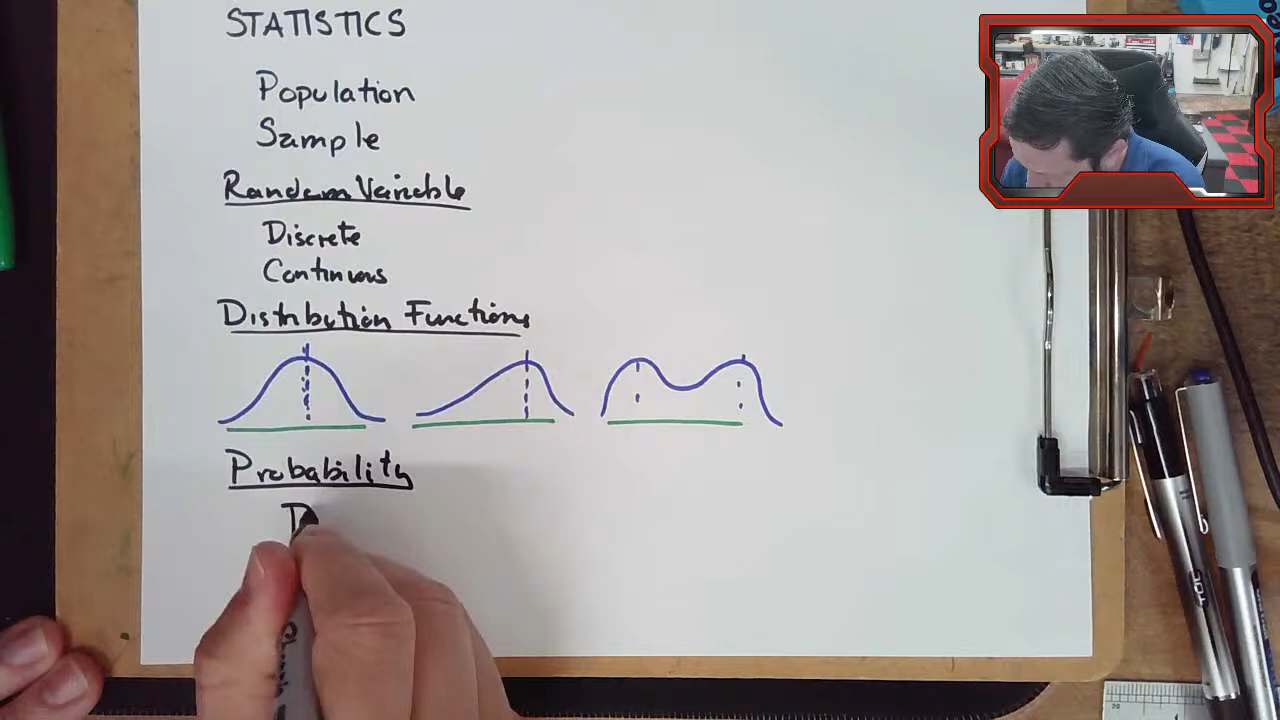 STATISTICS
Population
Sample
Random Variable
Discrete
Continuous
Distribution Functions
Probability